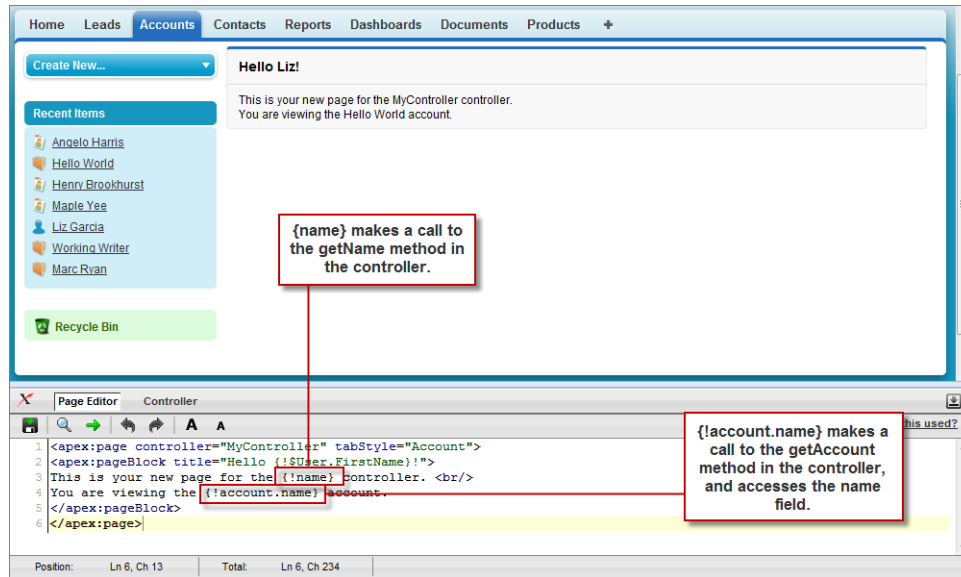 Home Leads Accounts Contacts Reports Dashboards Documents Products +
Create New...
Hello Liz!
This is your new page for the MyController controller.
You are viewing the Hello World account.
Recent Items
Angelo Harris
Hello World
Henry Brookhurst
Maple Yee
Liz Garcia
Working Writer
Marc Ryan
Recycle Bin
{name} makes a call to
the getName method in
the controller.
Page Editor Controller
A A
his used?
1 <apex:page controller="MyController" tabStyle="Account">
2 <apex:pageBlock title="Hello {!$User.FirstName}!">
3 This is your new page for the {!name} controller. <br/>
4 You are viewing the {!account.name} account.
5 </apex:pageBlock>
6 </apex:page>
{!account.name} makes a
call to the getAccount
method in the controller,
and accesses the name
field.
Position: Ln 6, Ch 13 Total: Ln 6, Ch 234